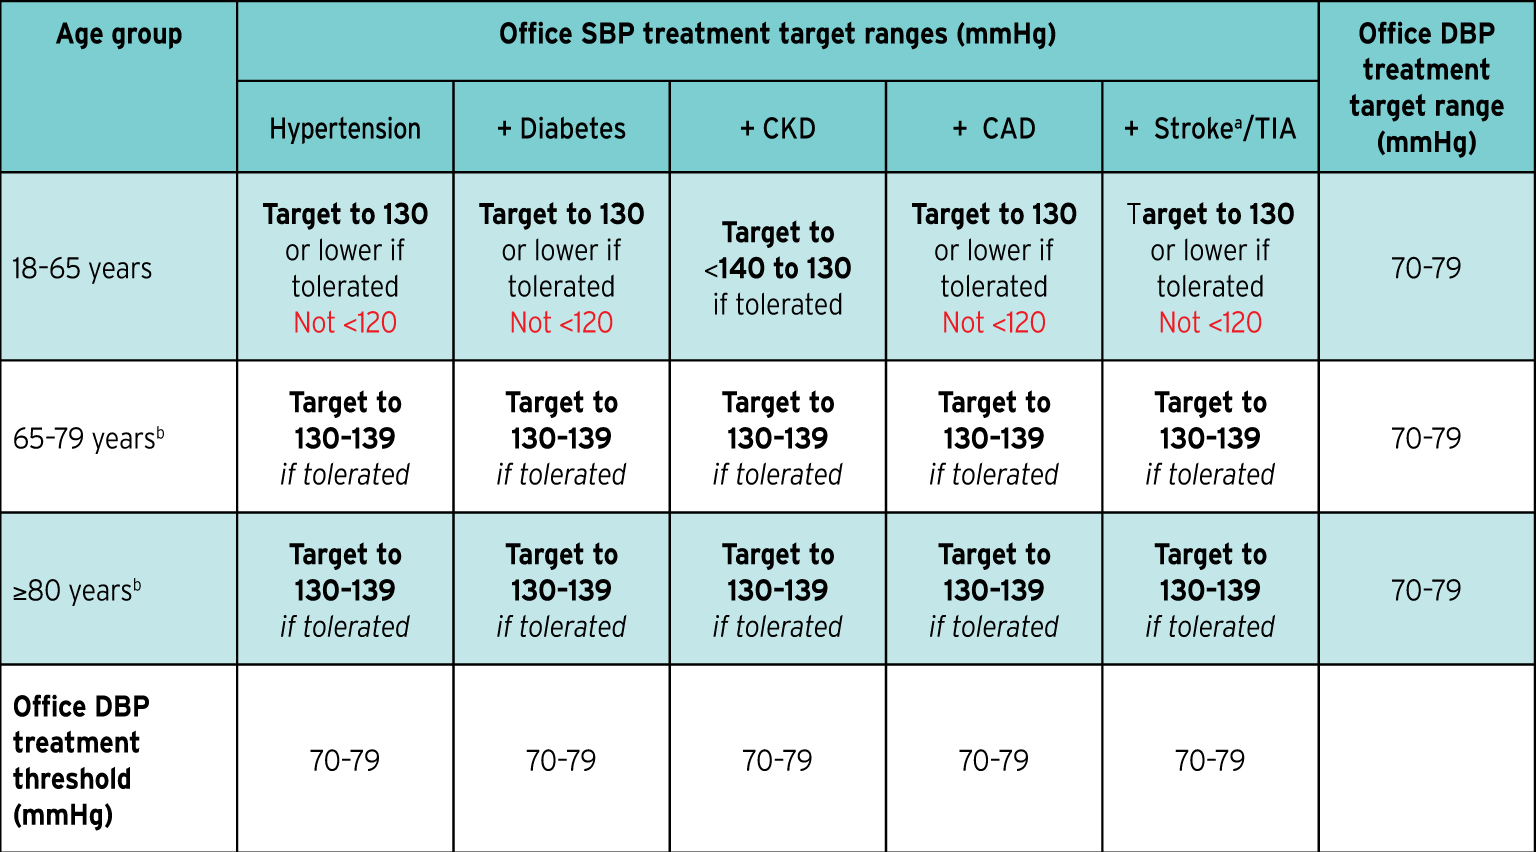 Age group
Office SBP treatment target ranges (mmHg)
Office DBP
treatment
target range
(mmHg)
Hypertension
+ Diabetes
+ CKD
+ CAD
+ Strokeᵃ/TIA
18–65 years
Target to 130
or lower if
tolerated
Not <120
Target to 130
or lower if
tolerated
Not <120
Target to
<140 to 130
if tolerated
Target to 130
or lower if
tolerated
Not <120
Target to 130
or lower if
tolerated
Not <120
70–79
65–79 yearsᵇ
Target to
130–139
if tolerated
Target to
130–139
if tolerated
Target to
130–139
if tolerated
Target to
130–139
if tolerated
Target to
130–139
if tolerated
70–79
≥80 yearsᵇ
Target to
130–139
if tolerated
Target to
130–139
if tolerated
Target to
130–139
if tolerated
Target to
130–139
if tolerated
Target to
130–139
if tolerated
70–79
Office DBP
treatment
threshold
(mmHg)
70–79
70–79
70–79
70–79
70–79